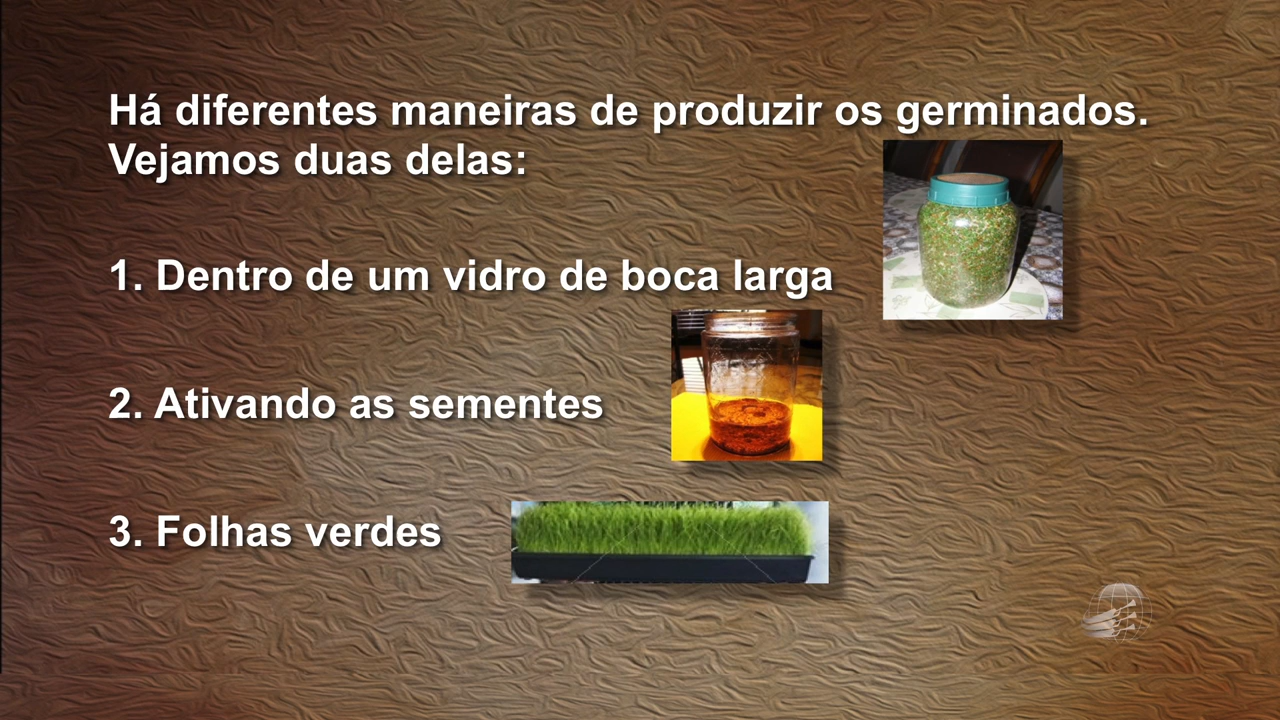 Há diferentes maneiras de produzir os germinados.
Vejamos duas delas:
1. Dentro de um vidro de boca larga
2. Ativando as sementes
3. Folhas verdes